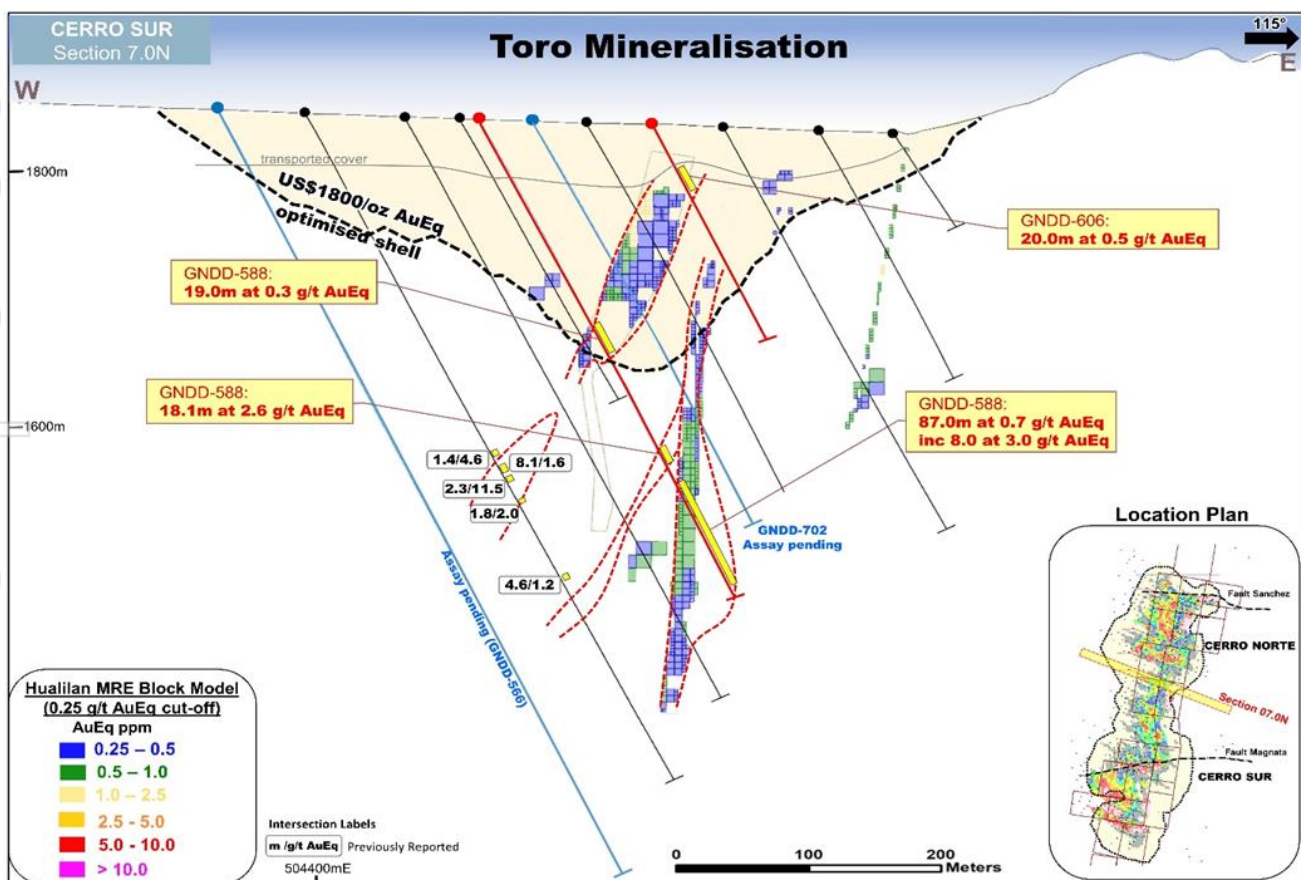 CERRO SUR
Section 7.0N
Toro Mineralisation
115°
W
E
transported cover
1800m
US$1800/oz AuEq
optimised shell
GNDD-606:
20.0m at 0.5 g/t AuEq
GNDD-588:
19.0m at 0.3 g/t AuEq
GNDD-588:
18.1m at 2.6 g/t AuEq
GNDD-588:
87.0m at 0.7 g/t AuEq
inc 8.0 at 3.0 g/t AuEq
1600m
1.4/4.6
8.1/1.6
2.3/11.5
1.8/2.0
4.6/1.2
GNDD-702
Assay pending
Assay pending (GNDD-566)
Location Plan
Fault Sanchez
CERRO NORTE
Section 07.0N
Fault Magnata
CERRO SUR
Hualilan MRE Block Model
(0.25 g/t AuEq cut-off)
AuEq ppm
0.25 – 0.5
0.5 – 1.0
1.0 – 2.5
2.5 - 5.0
5.0 - 10.0
> 10.0
Intersection Labels
m /g/t AuEq Previously Reported
504400mE
0 100 200
Meters